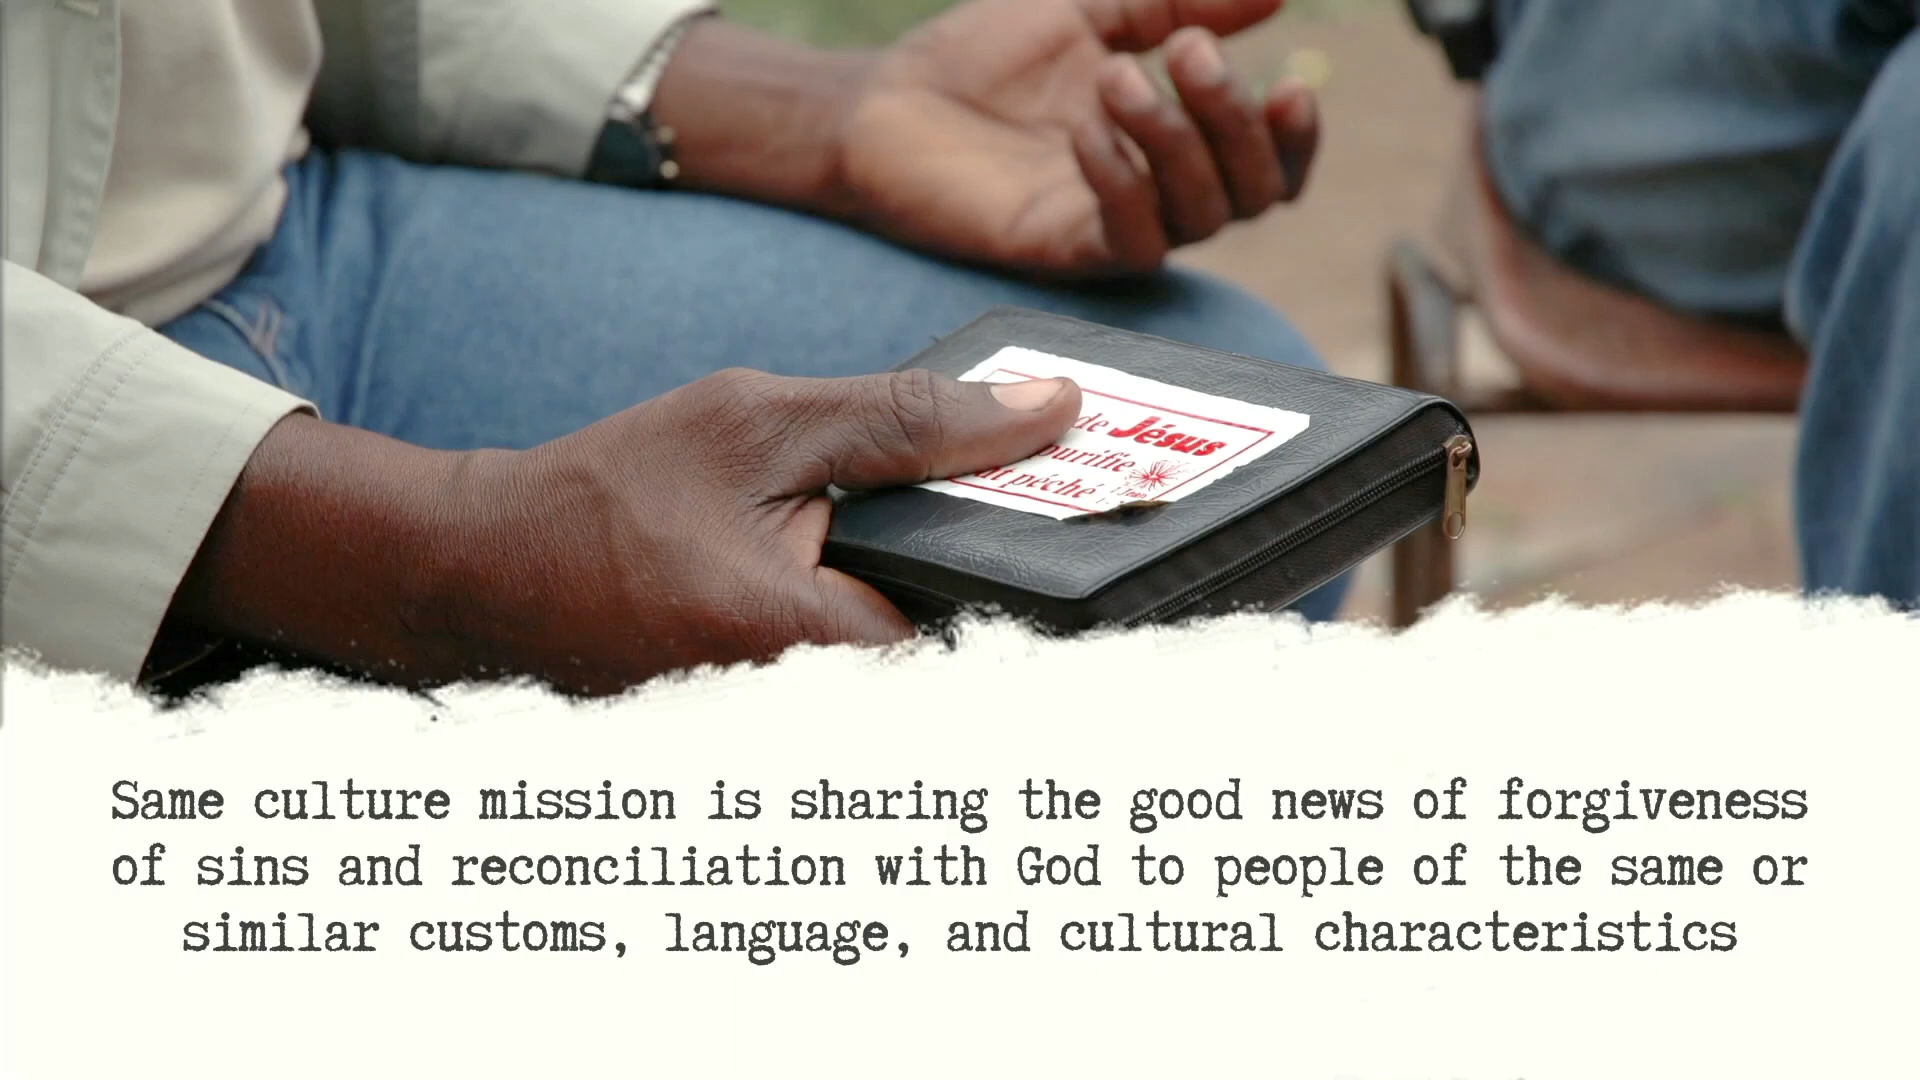 de Jésus
purifie
péché
Same culture mission is sharing the good news of forgiveness
of sins and reconciliation with God to people of the same or
similar customs, language, and cultural characteristics